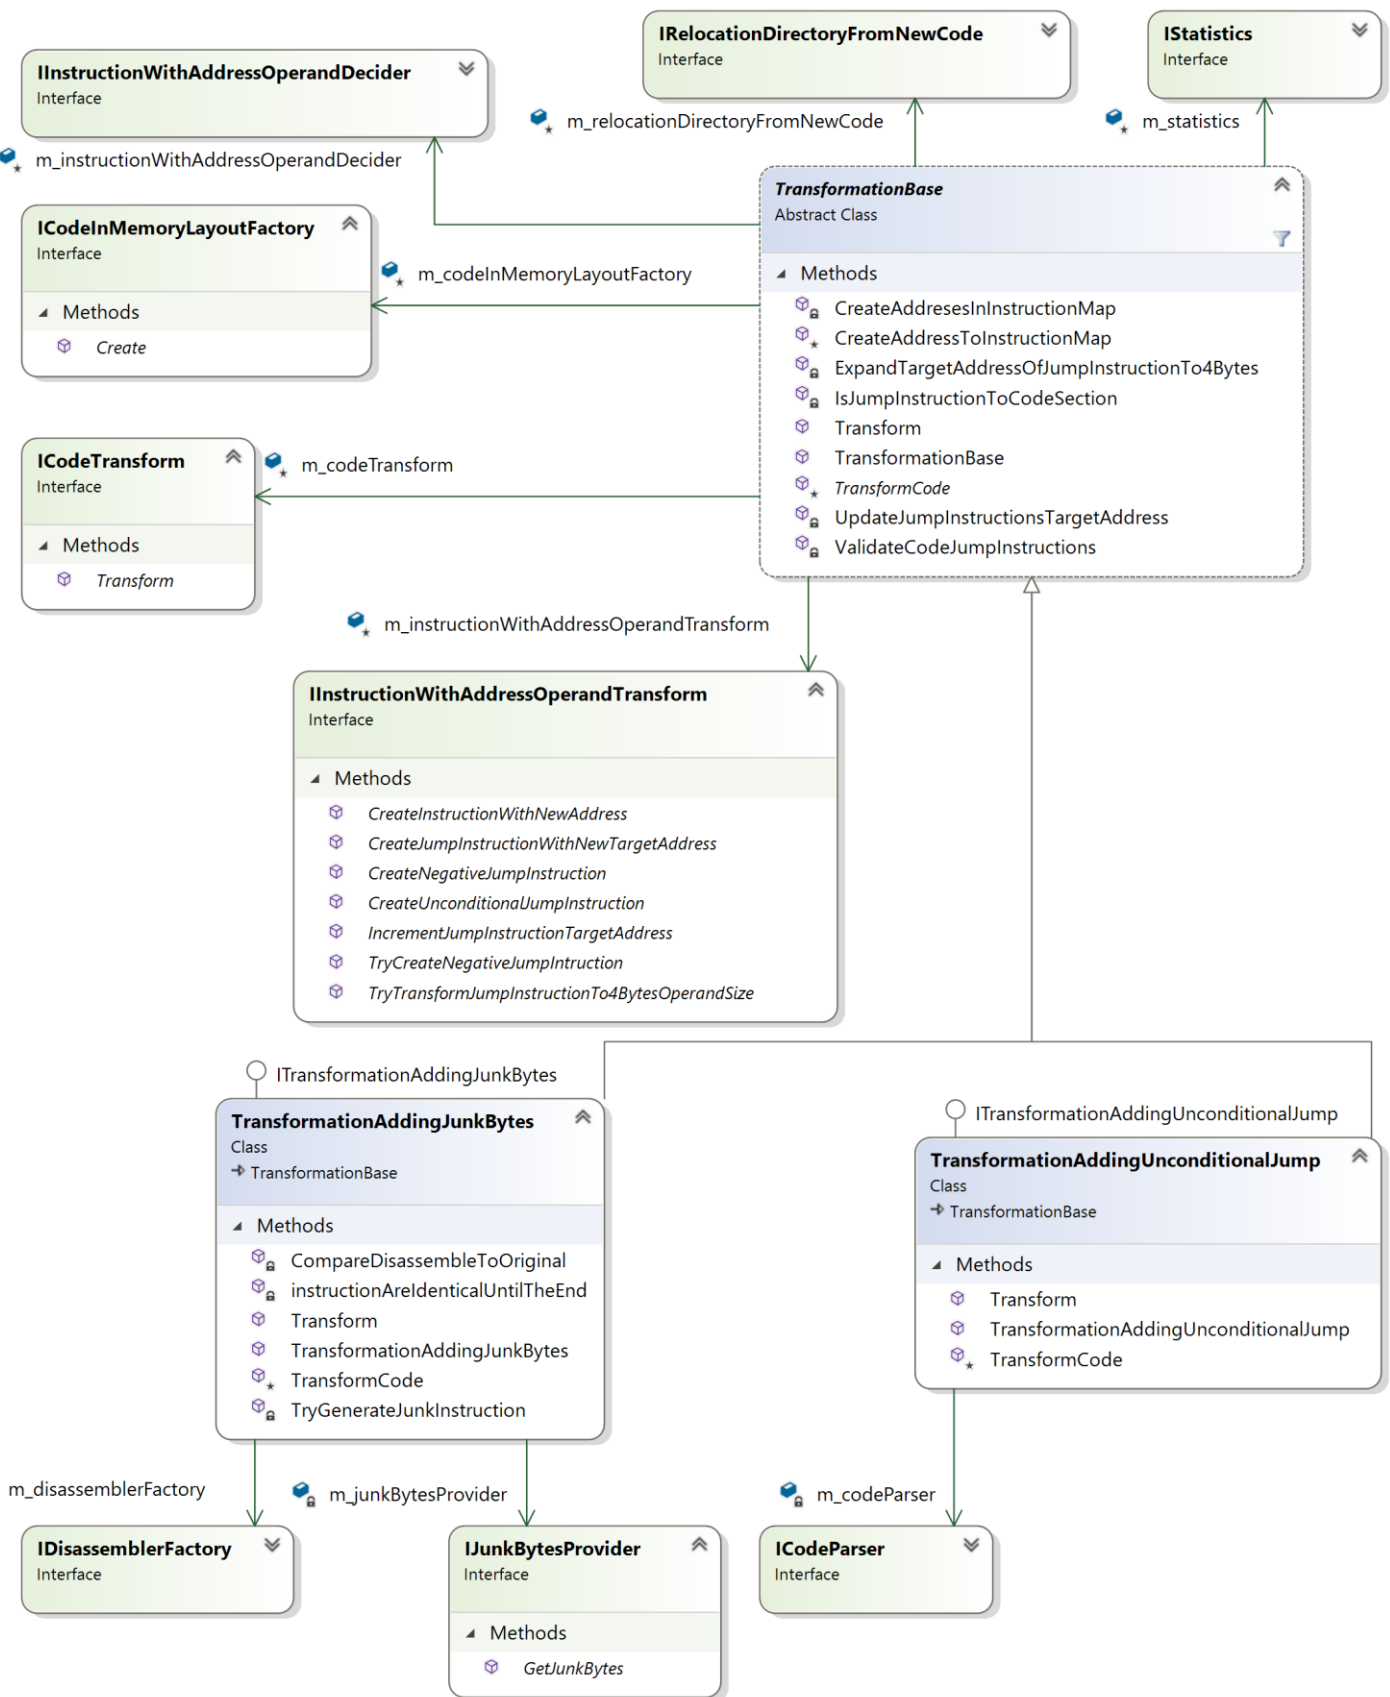 IRelocationDirectoryFromNewCode
Interface
IStatistics
Interface
IInstructionWithAddressOperandDecider
Interface
m_relocationDirectoryFromNewCode
m_statistics
m_instructionWithAddressOperandDecider
TransformationBase
Abstract Class
Methods
CreateAddresesInInstructionMap
CreateAddressToInstructionMap
ExpandTargetAddressOfJumpInstructionTo4Bytes
IsJumpInstructionToCodeSection
Transform
TransformationBase
TransformCode
UpdateJumpInstructionsTargetAddress
ValidateCodeJumpInstructions
ICodeInMemoryLayoutFactory
Interface
Methods
Create
m_codeInMemoryLayoutFactory
ICodeTransform
Interface
Methods
Transform
m_codeTransform
m_instructionWithAddressOperandTransform
IInstructionWithAddressOperandTransform
Interface
Methods
CreateInstructionWithNewAddress
CreateJumpInstructionWithNewTargetAddress
CreateNegativeJumpInstruction
CreateUnconditionalJumpInstruction
IncrementJumpInstructionTargetAddress
TryCreateNegativeJumpIntruction
TryTransformJumpInstructionTo4BytesOperandSize
ITransformationAddingJunkBytes
TransformationAddingJunkBytes
Class
TransformationBase
Methods
CompareDisassembleToOriginal
instructionAreIdenticalUntilTheEnd
Transform
TransformationAddingJunkBytes
TransformCode
TryGenerateJunkInstruction
ITransformationAddingUnconditionalJump
TransformationAddingUnconditionalJump
Class
TransformationBase
Methods
Transform
TransformationAddingUnconditionalJump
TransformCode
m_disassemblerFactory
m_junkBytesProvider
m_codeParser
IDisassemblerFactory
Interface
IJunkBytesProvider
Interface
Methods
GetJunkBytes
ICodeParser
Interface